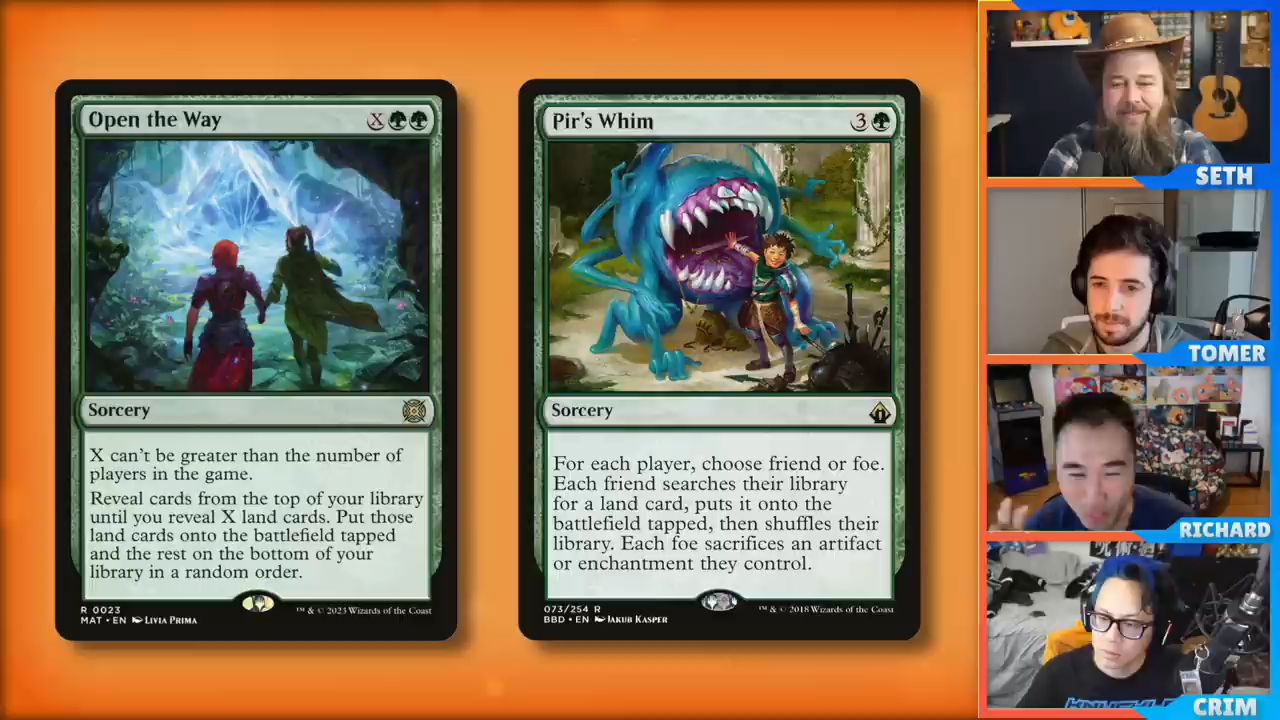 Open the Way
X
Sorcery
X can't be greater than the number of
players in the game.
Reveal cards from the top of your library
until you reveal X land cards. Put those
land cards onto the battlefield tapped
and the rest on the bottom of your
library in a random order.
R 0023
MAT • EN LIVIA PRIMA
™ & © 2023 Wizards of the Coast
Pir's Whim
3
Sorcery
For each player, choose friend or foe.
Each friend searches their library
for a land card, puts it onto the
battlefield tapped, then shuffles their
library. Each foe sacrifices an artifact
or enchantment they control.
073/254 R
BBD • EN JAKUB KASPER
™ & © 2018 Wizards of the Coast
SETH
TOMER
RICHARD
CRIM